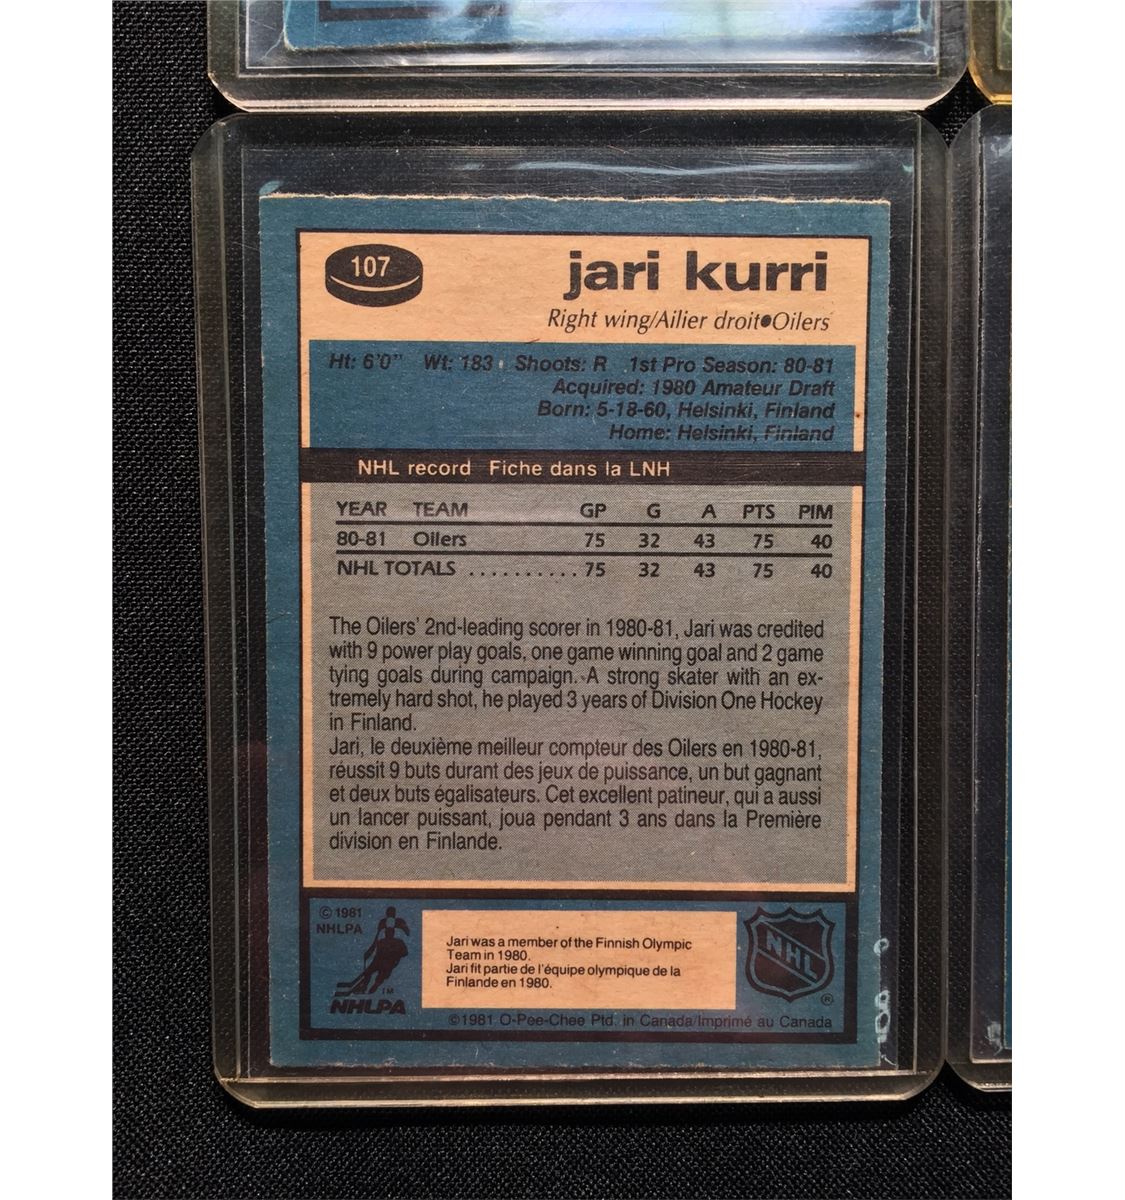 107
jari kurri
Right wing/Ailier droit●Oilers
Ht: 6'0" Wt: 183 Shoots: R 1st Pro Season: 80-81
Acquired: 1980 Amateur Draft
Born: 5-18-60, Helsinki, Finland
Home: Helsinki, Finland
NHL record Fiche dans la LNH
YEAR TEAM GP G A PTS PIM
80-81 Oilers 75 32 43 75 40
NHL TOTALS .......... 75 32 43 75 40
The Oilers' 2nd-leading scorer in 1980-81, Jari was credited
with 9 power play goals, one game winning goal and 2 game
tying goals during campaign. A strong skater with an ex-
tremely hard shot, he played 3 years of Division One Hockey
in Finland.
Jari, le deuxième meilleur compteur des Oilers en 1980-81,
réussit 9 buts durant des jeux de puissance, un but gagnant
et deux buts égalisateurs. Cet excellent patineur, qui a aussi
un lancer puissant, joua pendant 3 ans dans la Première
division en Finlande.
© 1981
NHLPA
TM
NHLPA
Jari was a member of the Finnish Olympic
Team in 1980.
Jari fit partie de l'équipe olympique de la
Finlande en 1980.
NHL
®
©1981 O-Pee-Chee Ptd. in Canada/Imprimé au Canada